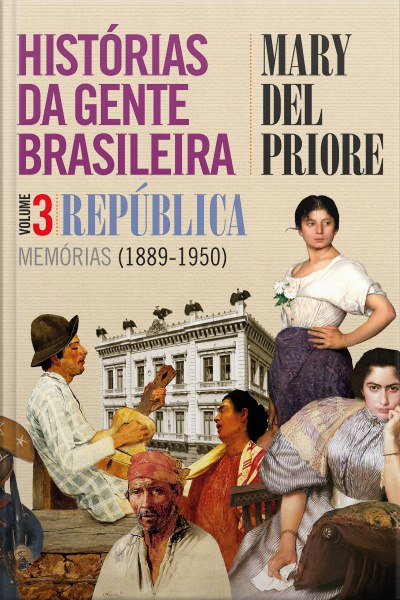 HISTÓRIAS
DA GENTE
BRASILEIRA
MARY
DEL
PRIORE
VOLUME 3 REPÚBLICA
MEMÓRIAS (1889-1950)